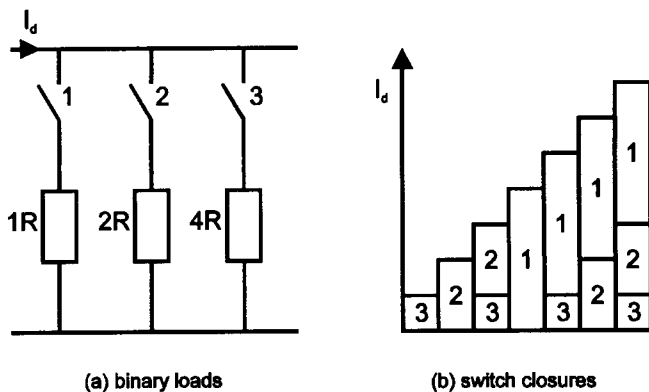 I_d
1 2 3
1R 2R 4R
(a) binary loads
I_d
1
1
1 2
1 2
2 2 3
3 2 3 3
(b) switch closures